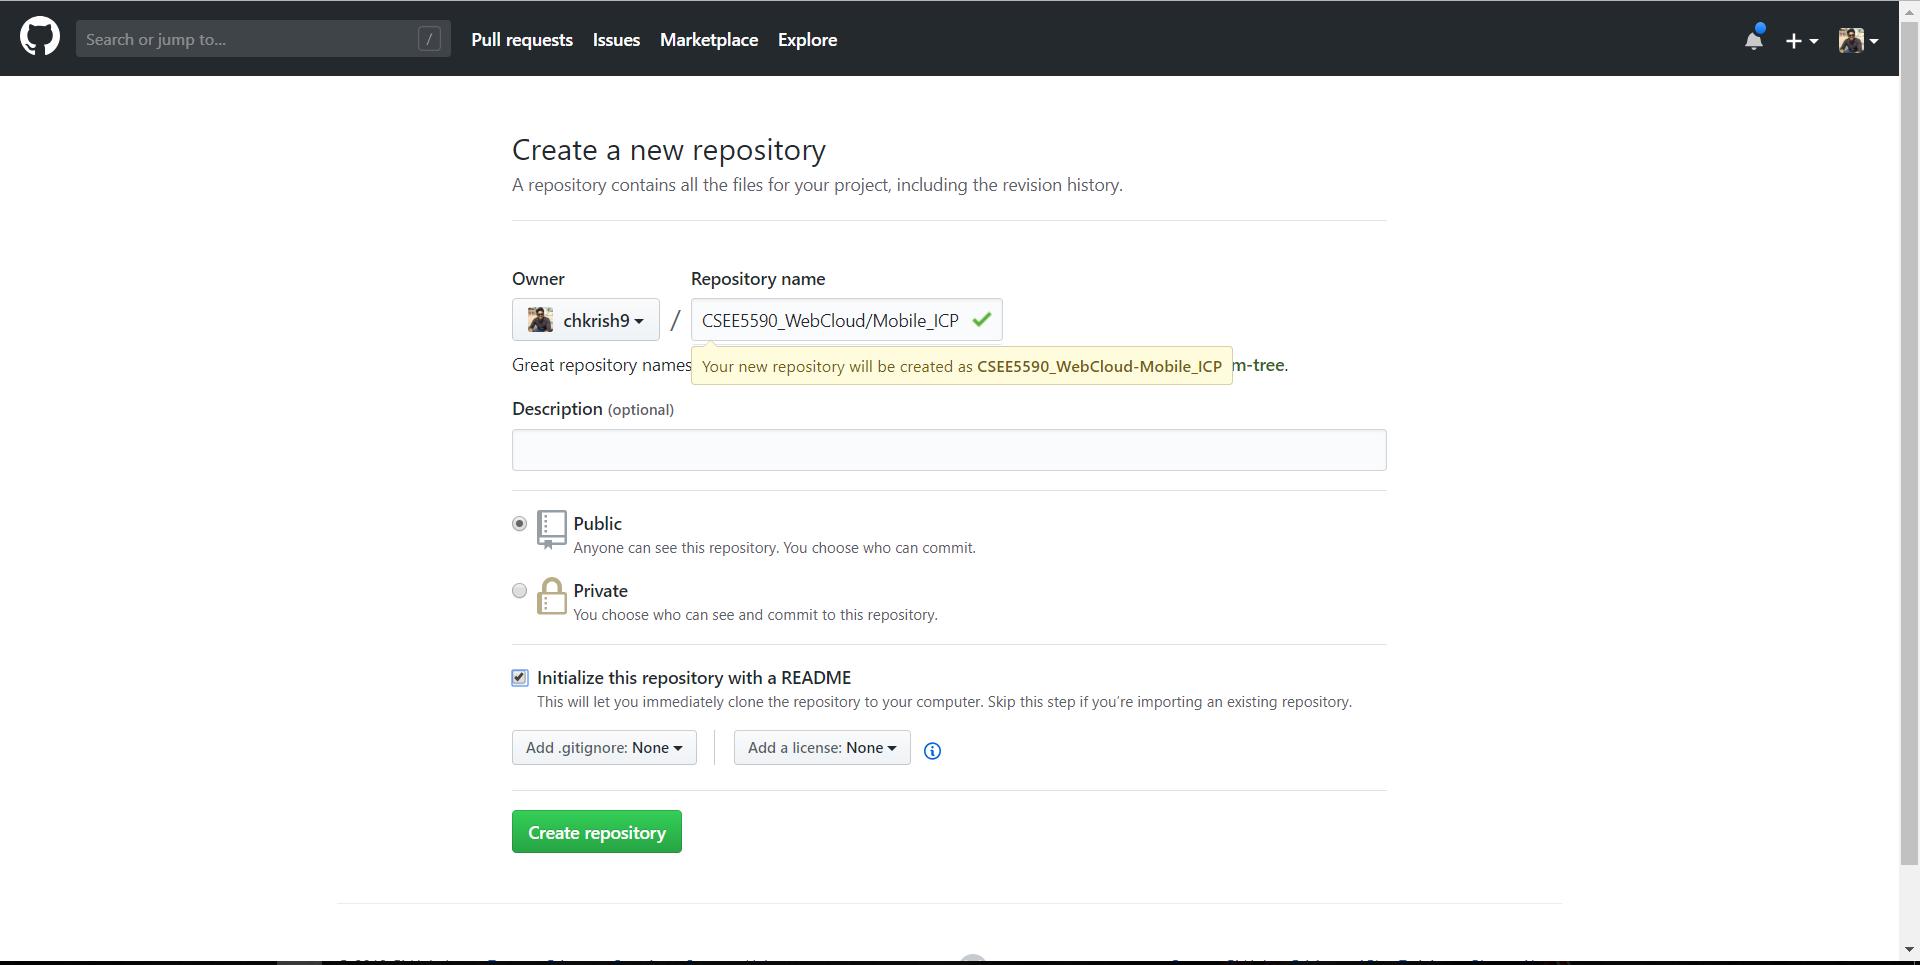 Search or jump to... /
Pull requests Issues Marketplace Explore
Create a new repository
A repository contains all the files for your project, including the revision history.
Owner Repository name
chkrish9 / CSEE5590_WebCloud/Mobile_ICP
Great repository names m-tree.
Your new repository will be created as CSEE5590_WebCloud-Mobile_ICP
Description (optional)
Public
Anyone can see this repository. You choose who can commit.
Private
You choose who can see and commit to this repository.
Initialize this repository with a README
This will let you immediately clone the repository to your computer. Skip this step if you’re importing an existing repository.
Add .gitignore: None Add a license: None
Create repository